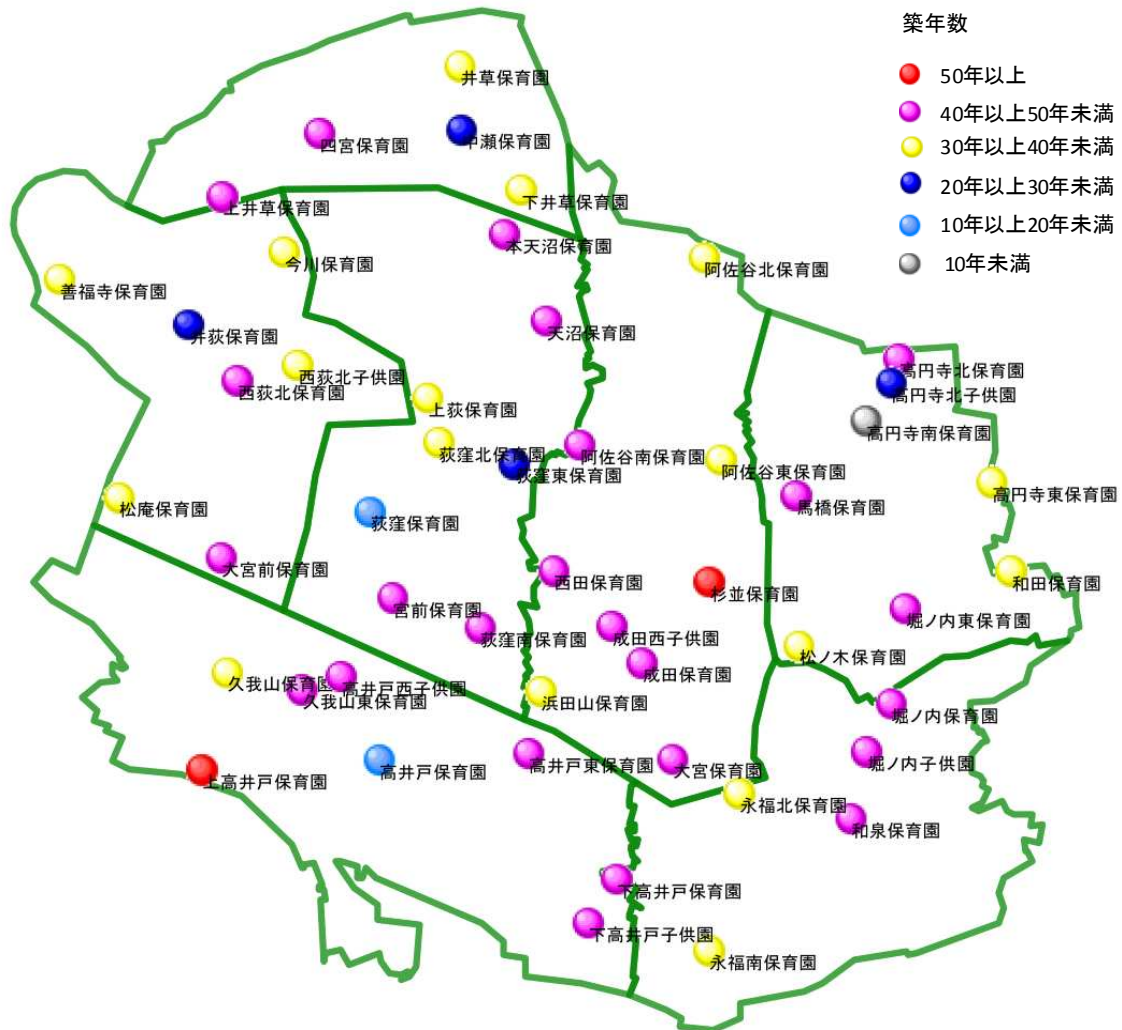 築年数
50年以上
40年以上50年未満
30年以上40年未満
20年以上30年未満
10年以上20年未満
10年未満
井草保育園
四宮保育園
中瀬保育園
下井草保育園
上井草保育園
本天沼保育園
今川保育園
阿佐谷北保育園
善福寺保育園
井荻保育園
天沼保育園
西荻北子供園
西荻北保育園
高円寺北保育園
高円寺北子供園
上荻保育園
高円寺南保育園
荻窪北保育園
阿佐谷南保育園
阿佐谷東保育園
荻窪東保育園
高円寺東保育園
松庵保育園
馬橋保育園
荻窪保育園
大宮前保育園
西田保育園
杉並保育園
和田保育園
宮前保育園
堀ノ内東保育園
荻窪南保育園
成田西子供園
松ノ木保育園
成田保育園
久我山保育園
高井戸西子供園
久我山東保育園
浜田山保育園
堀ノ内保育園
上高井戸保育園
高井戸保育園
高井戸東保育園
大宮保育園
堀ノ内子供園
永福北保育園
和泉保育園
下高井戸保育園
下高井戸子供園
永福南保育園